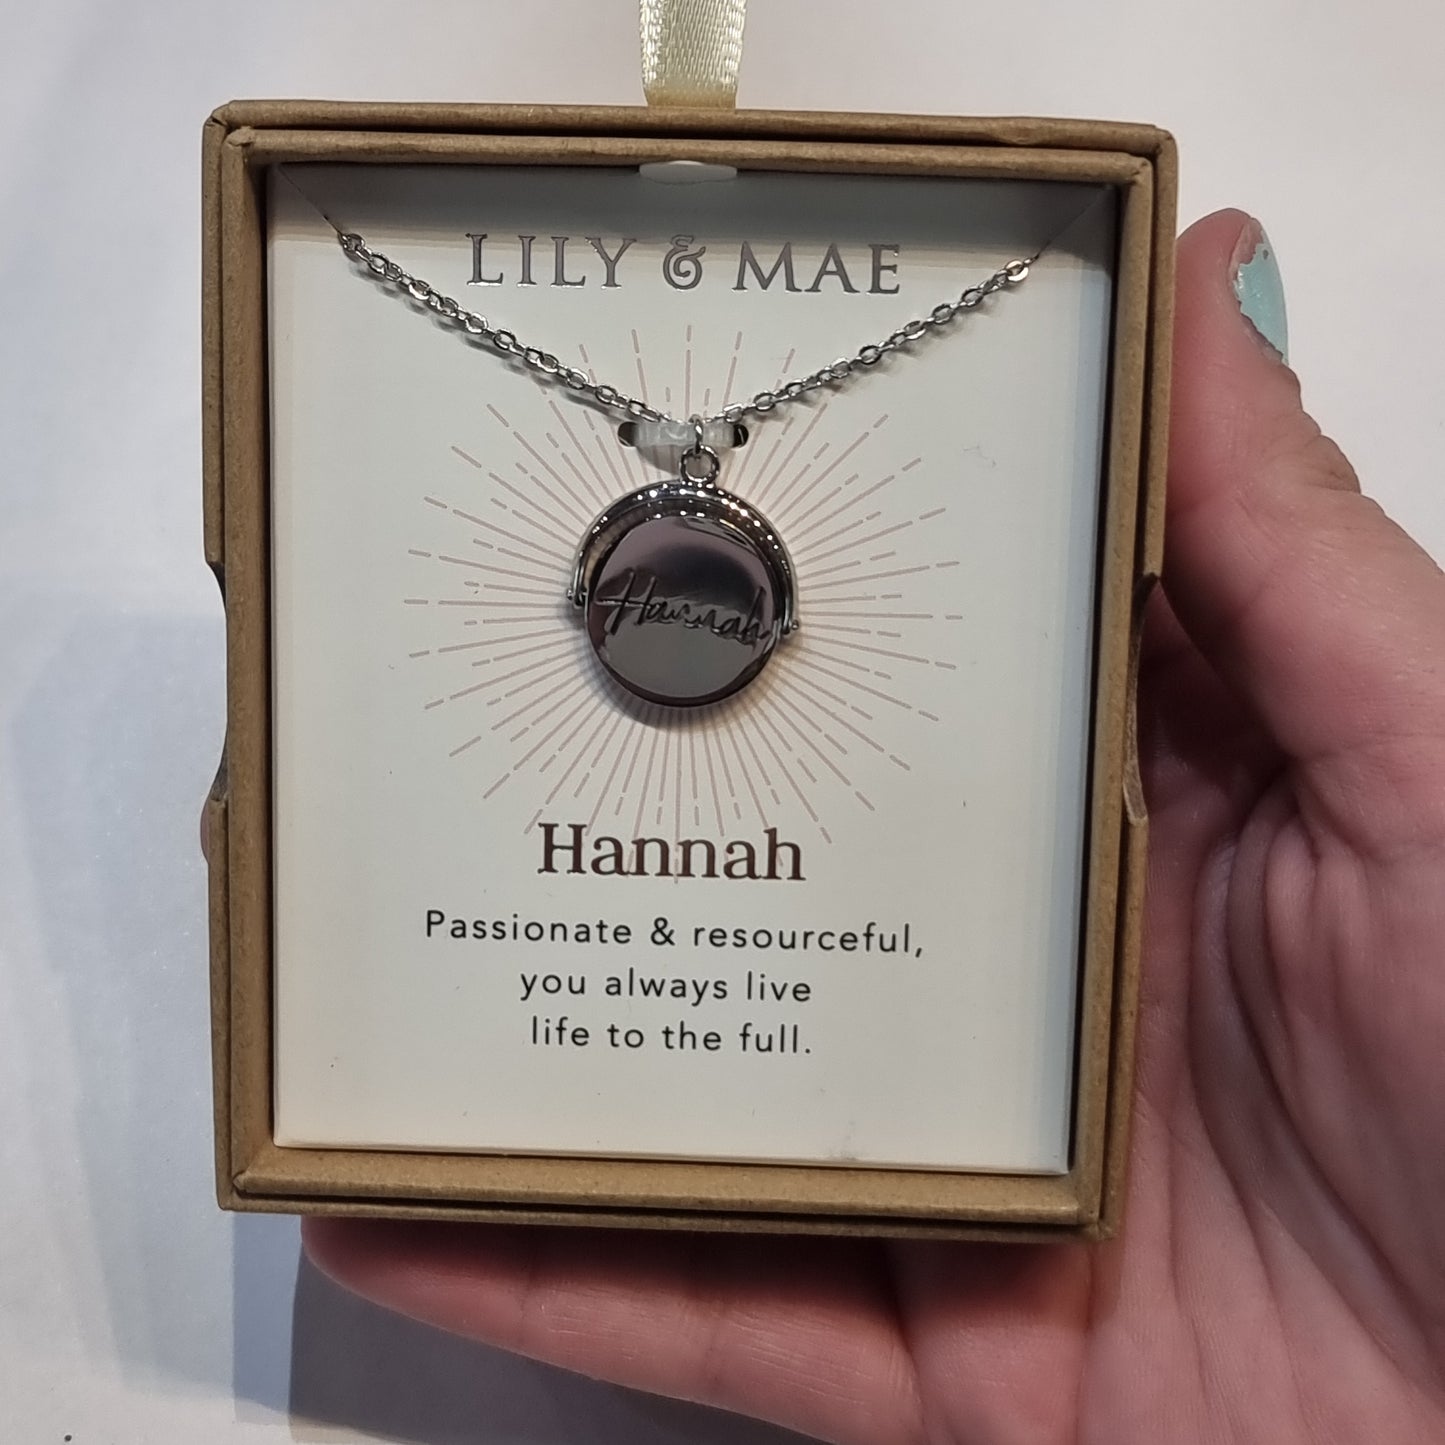 LILY & MAE
Hannah
Hannah
Passionate & resourceful,
you always live
life to the full.